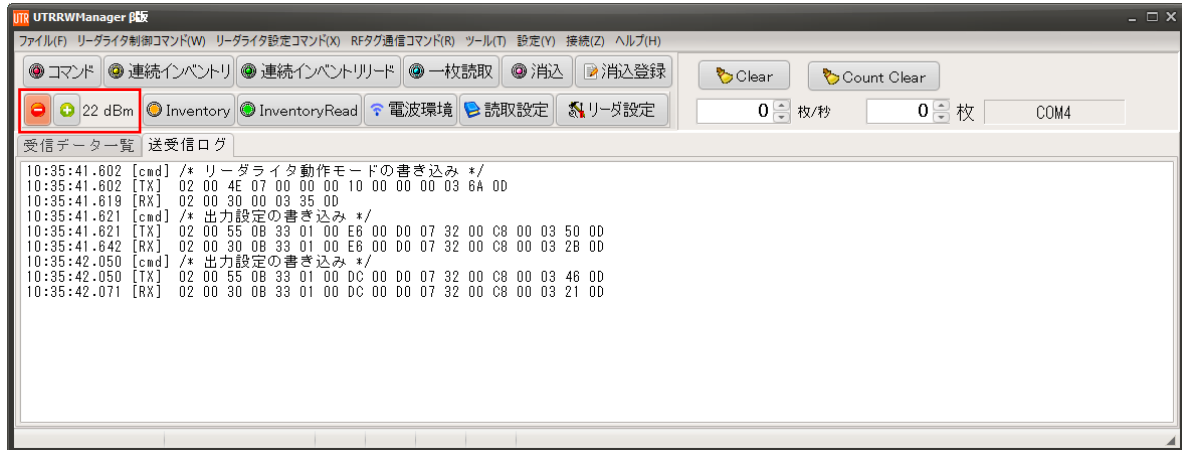 UTR UTRRWManager β版
ファイル(F) リーダライタ制御コマンド(W) リーダライタ設定コマンド(X) RFタグ通信コマンド(R) ツール(T) 設定(Y) 接続(Z) ヘルプ(H)
コマンド 連続インベントリ 連続インベントリリード 一枚読取 消込 消込登録 Clear Count Clear
22 dBm Inventory InventoryRead 電波環境 読取設定 リーダ設定 0 枚/秒 0 枚 COM4
受信データ一覧 送受信ログ
10:35:41.602 [cmd] /* リーダライタ動作モードの書き込み */
10:35:41.602 [TX] 02 00 4E 07 00 00 00 10 00 00 00 03 6A 0D
10:35:41.619 [RX] 02 00 30 00 03 35 0D
10:35:41.621 [cmd] /* 出力設定の書き込み */
10:35:41.621 [TX] 02 00 55 0B 33 01 00 E6 00 D0 07 32 00 C8 00 03 50 0D
10:35:41.642 [RX] 02 00 30 0B 33 01 00 E6 00 D0 07 32 00 C8 00 03 2B 0D
10:35:42.050 [cmd] /* 出力設定の書き込み */
10:35:42.050 [TX] 02 00 55 0B 33 01 00 DC 00 D0 07 32 00 C8 00 03 46 0D
10:35:42.071 [RX] 02 00 30 0B 33 01 00 DC 00 D0 07 32 00 C8 00 03 21 0D